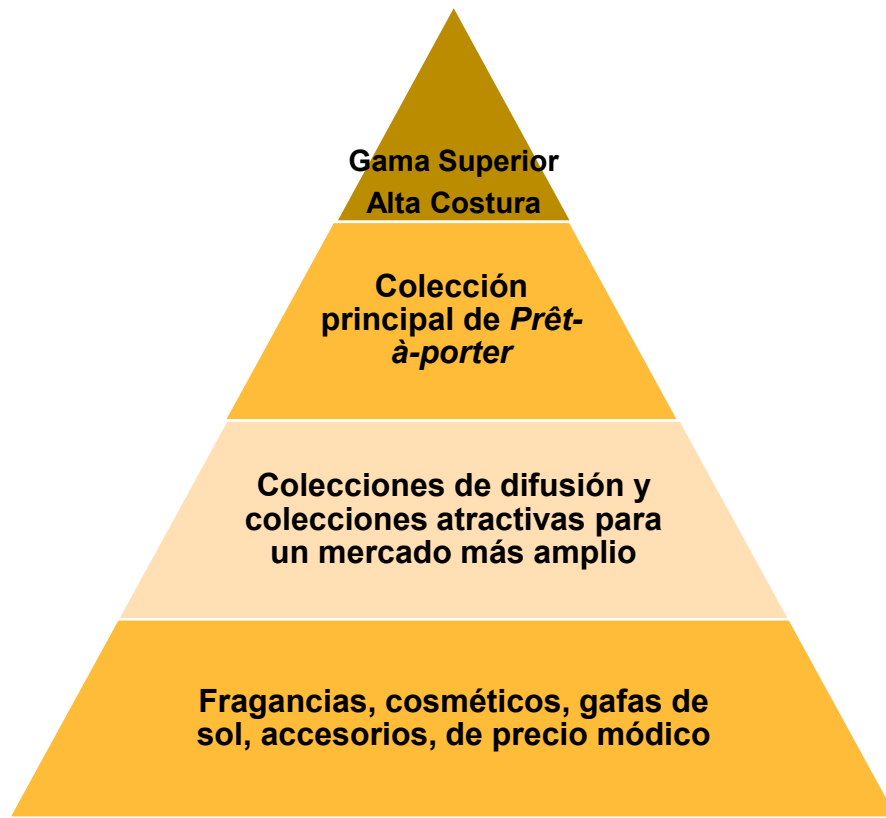 Gama Superior
Alta Costura
Colección
principal de Prêt-
à-porter
Colecciones de difusión y
colecciones atractivas para
un mercado más amplio
Fragancias, cosméticos, gafas de
sol, accesorios, de precio módico